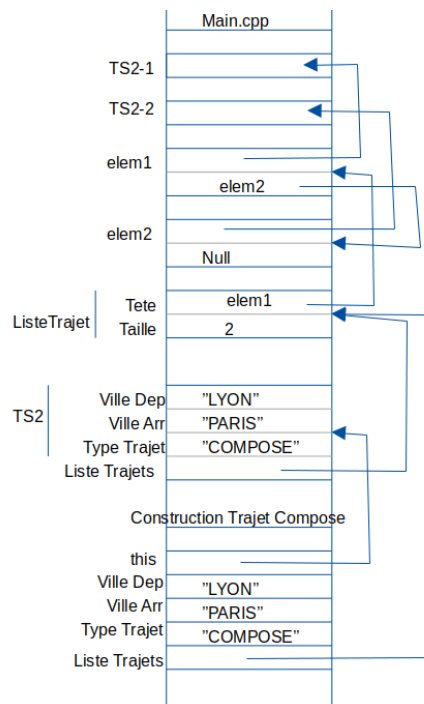 Main.cpp
TS2-1
TS2-2
elem1
elem2
elem2
Null
Tete elem1
ListeTrajet
Taille 2
Ville Dep ”LYON”
TS2
Ville Arr ”PARIS”
Type Trajet ”COMPOSE”
Liste Trajets
Construction Trajet Compose
this
Ville Dep ”LYON”
Ville Arr ”PARIS”
Type Trajet ”COMPOSE”
Liste Trajets